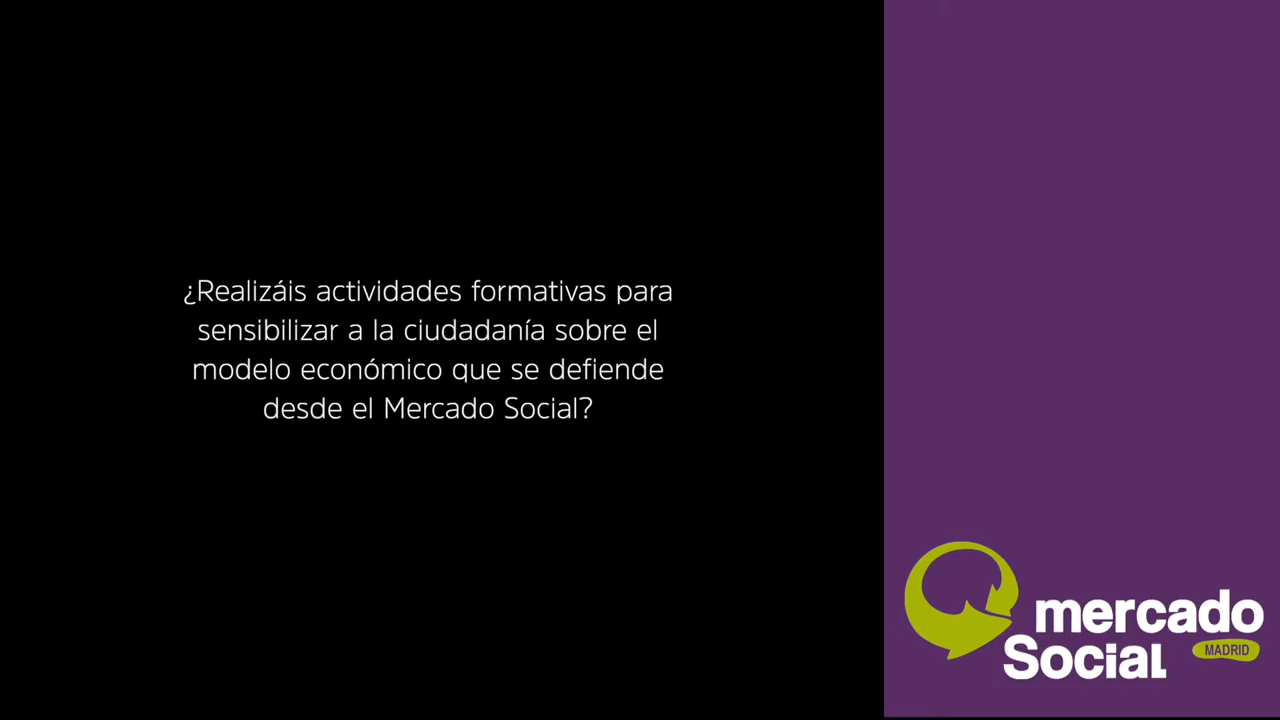 ¿Realizáis actividades formativas para
sensibilizar a la ciudadanía sobre el
modelo económico que se defiende
desde el Mercado Social?
mercado
Social
MADRID